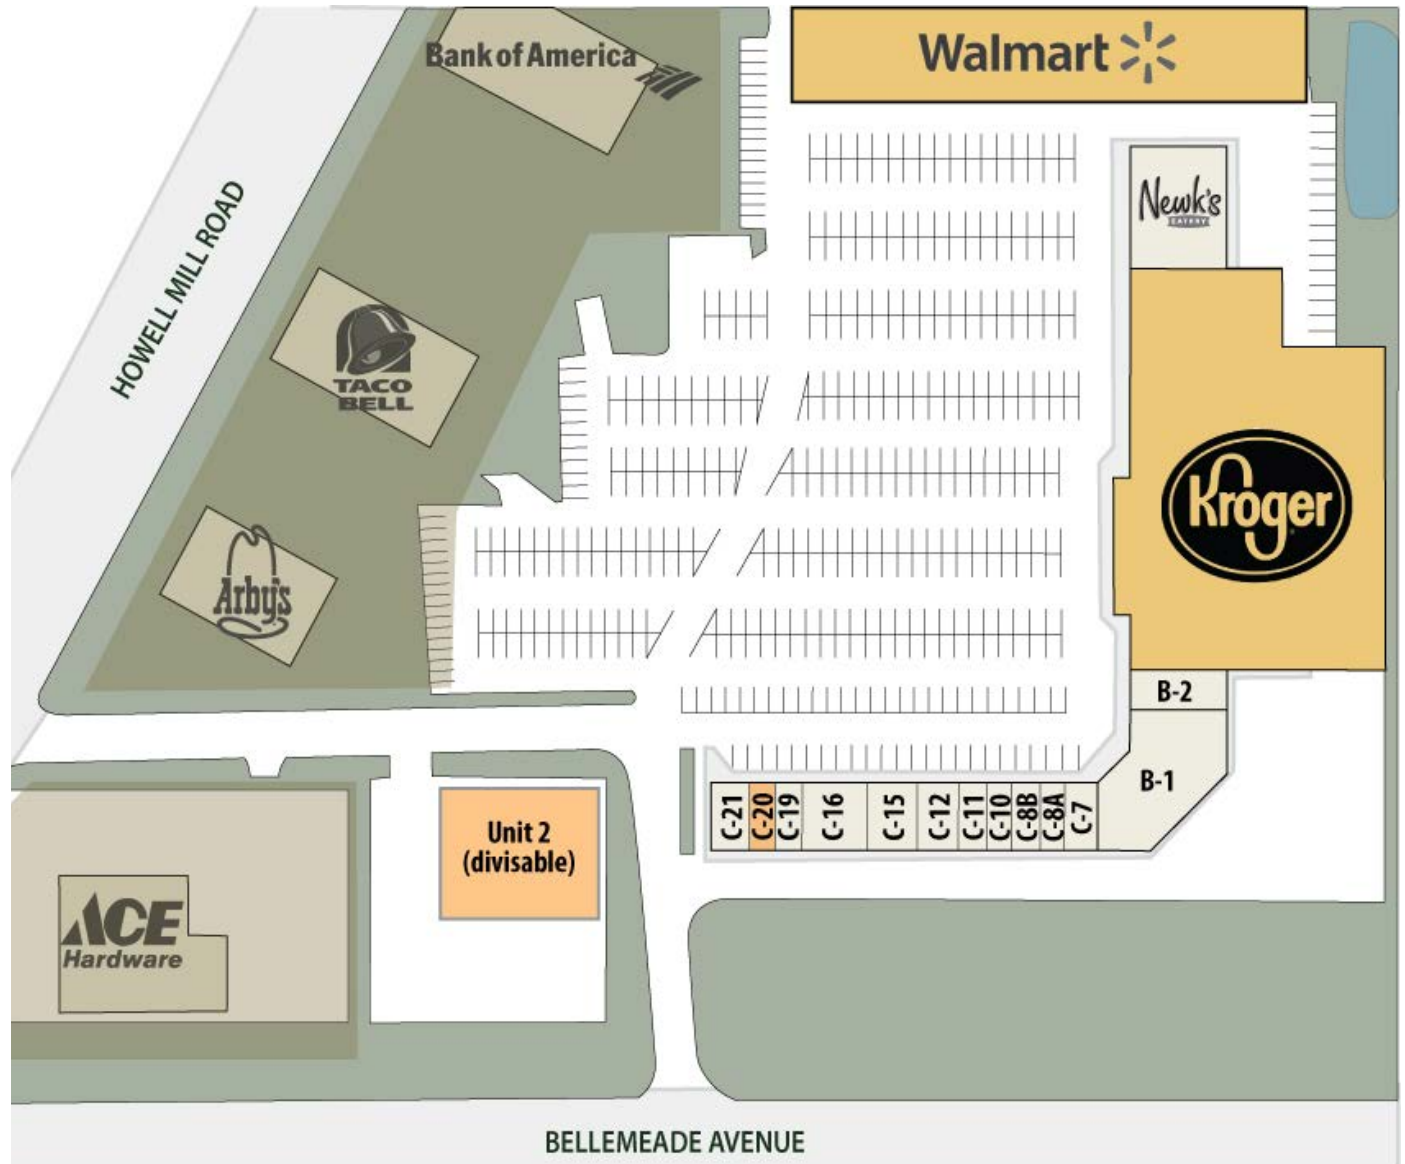 Bank of America
Walmart
HOWELL MILL ROAD
Newk's
EATERY
TACO
BELL
Kroger
Arby's
B-2
B-1
C-21
C-20
C-19
C-16
C-15
C-12
C-11
C-10
C-8B
C-8A
C-7
Unit 2
(divisable)
ACE
Hardware
BELLEMEADE AVENUE